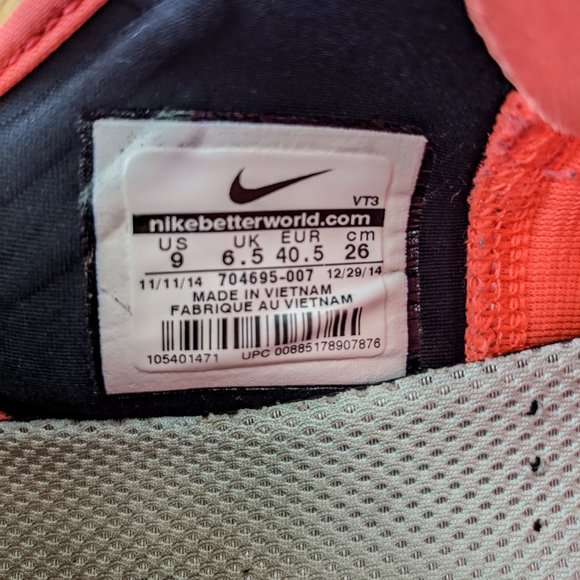 VT3
nikebetterworld.com
US UK EUR cm
9 6.5 40.5 26
11/11/14 704695-007 12/29/14
MADE IN VIETNAM
FABRIQUE AU VIETNAM
105401471 UPC 00885178907876